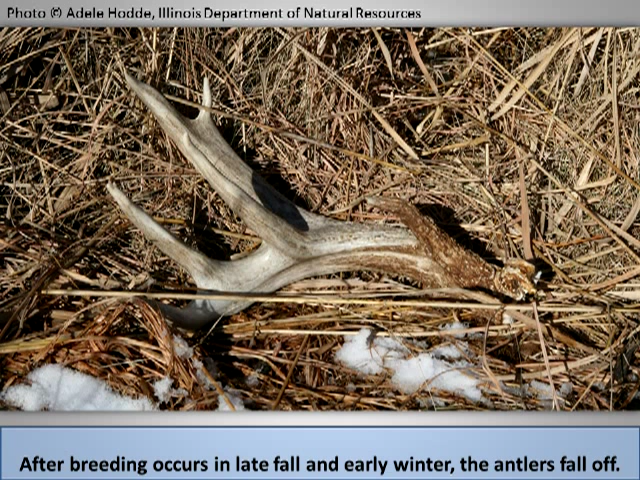 Photo © Adele Hodde, Illinois Department of Natural Resources
After breeding occurs in late fall and early winter, the antlers fall off.